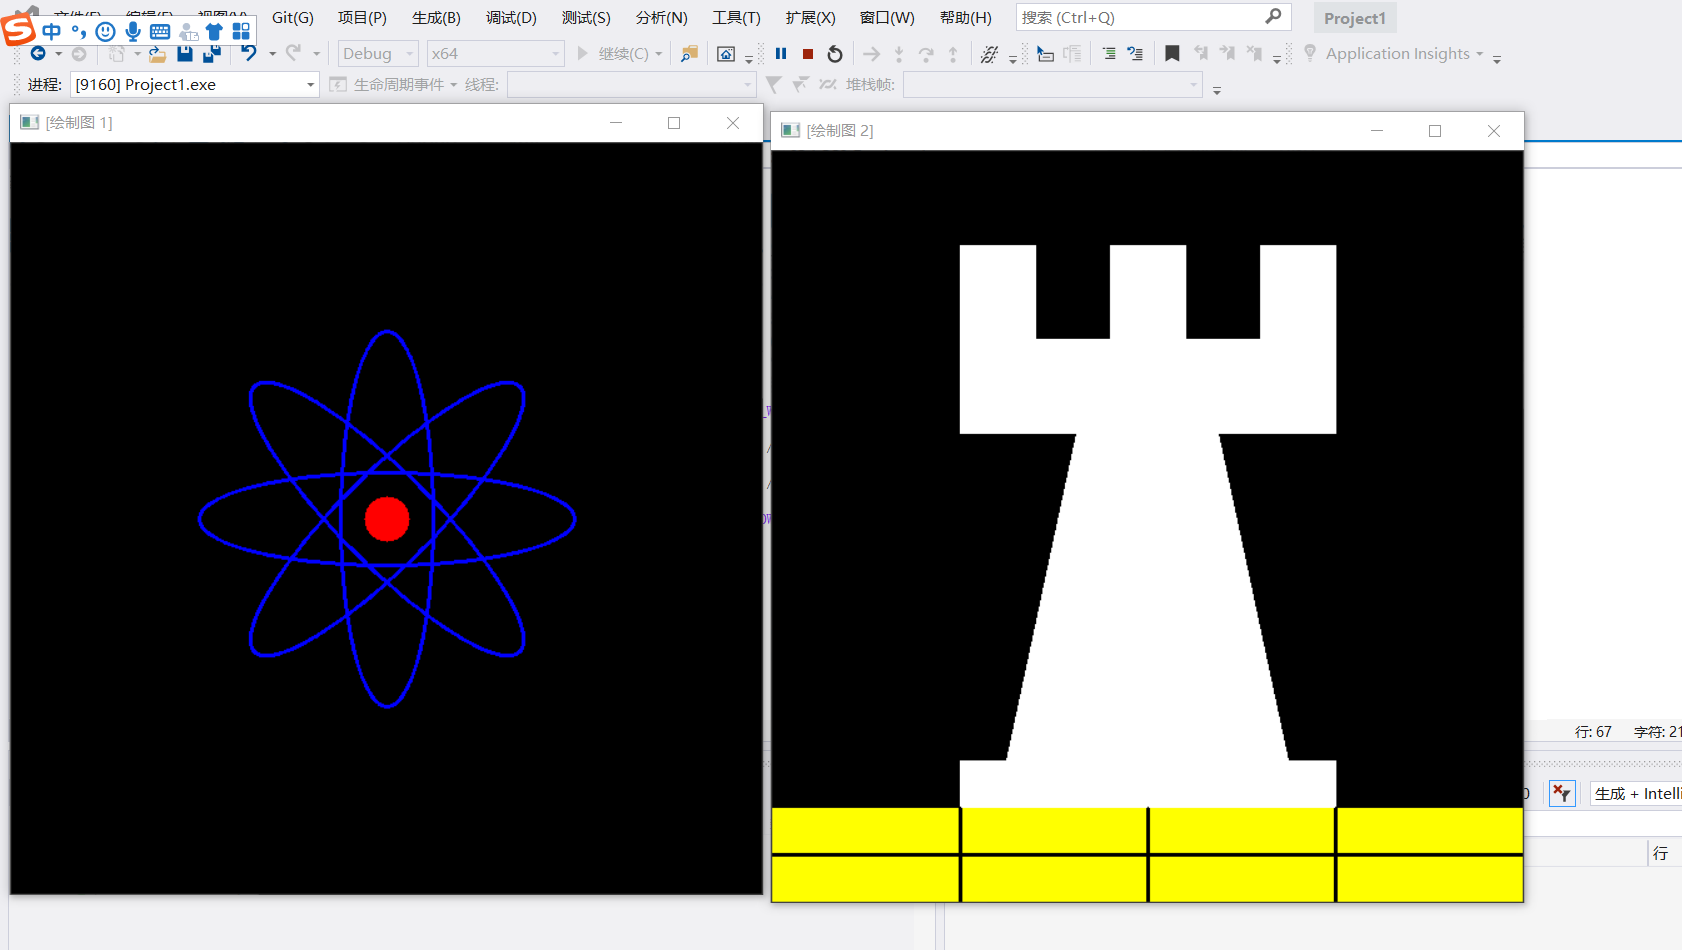 文件(F) 编辑(E) 视图(V) Git(G) 项目(P) 生成(B) 调试(D) 测试(S) 分析(N) 工具(T) 扩展(X) 窗口(W) 帮助(H) 搜索 (Ctrl+Q) Project1
中
Debug x64 继续(C) Application Insights
进程: [9160] Project1.exe 生命周期事件 线程: 堆栈帧:
[绘制图 1]
[绘制图 2]
行: 67 字符: 21
生成 + Intelli
行